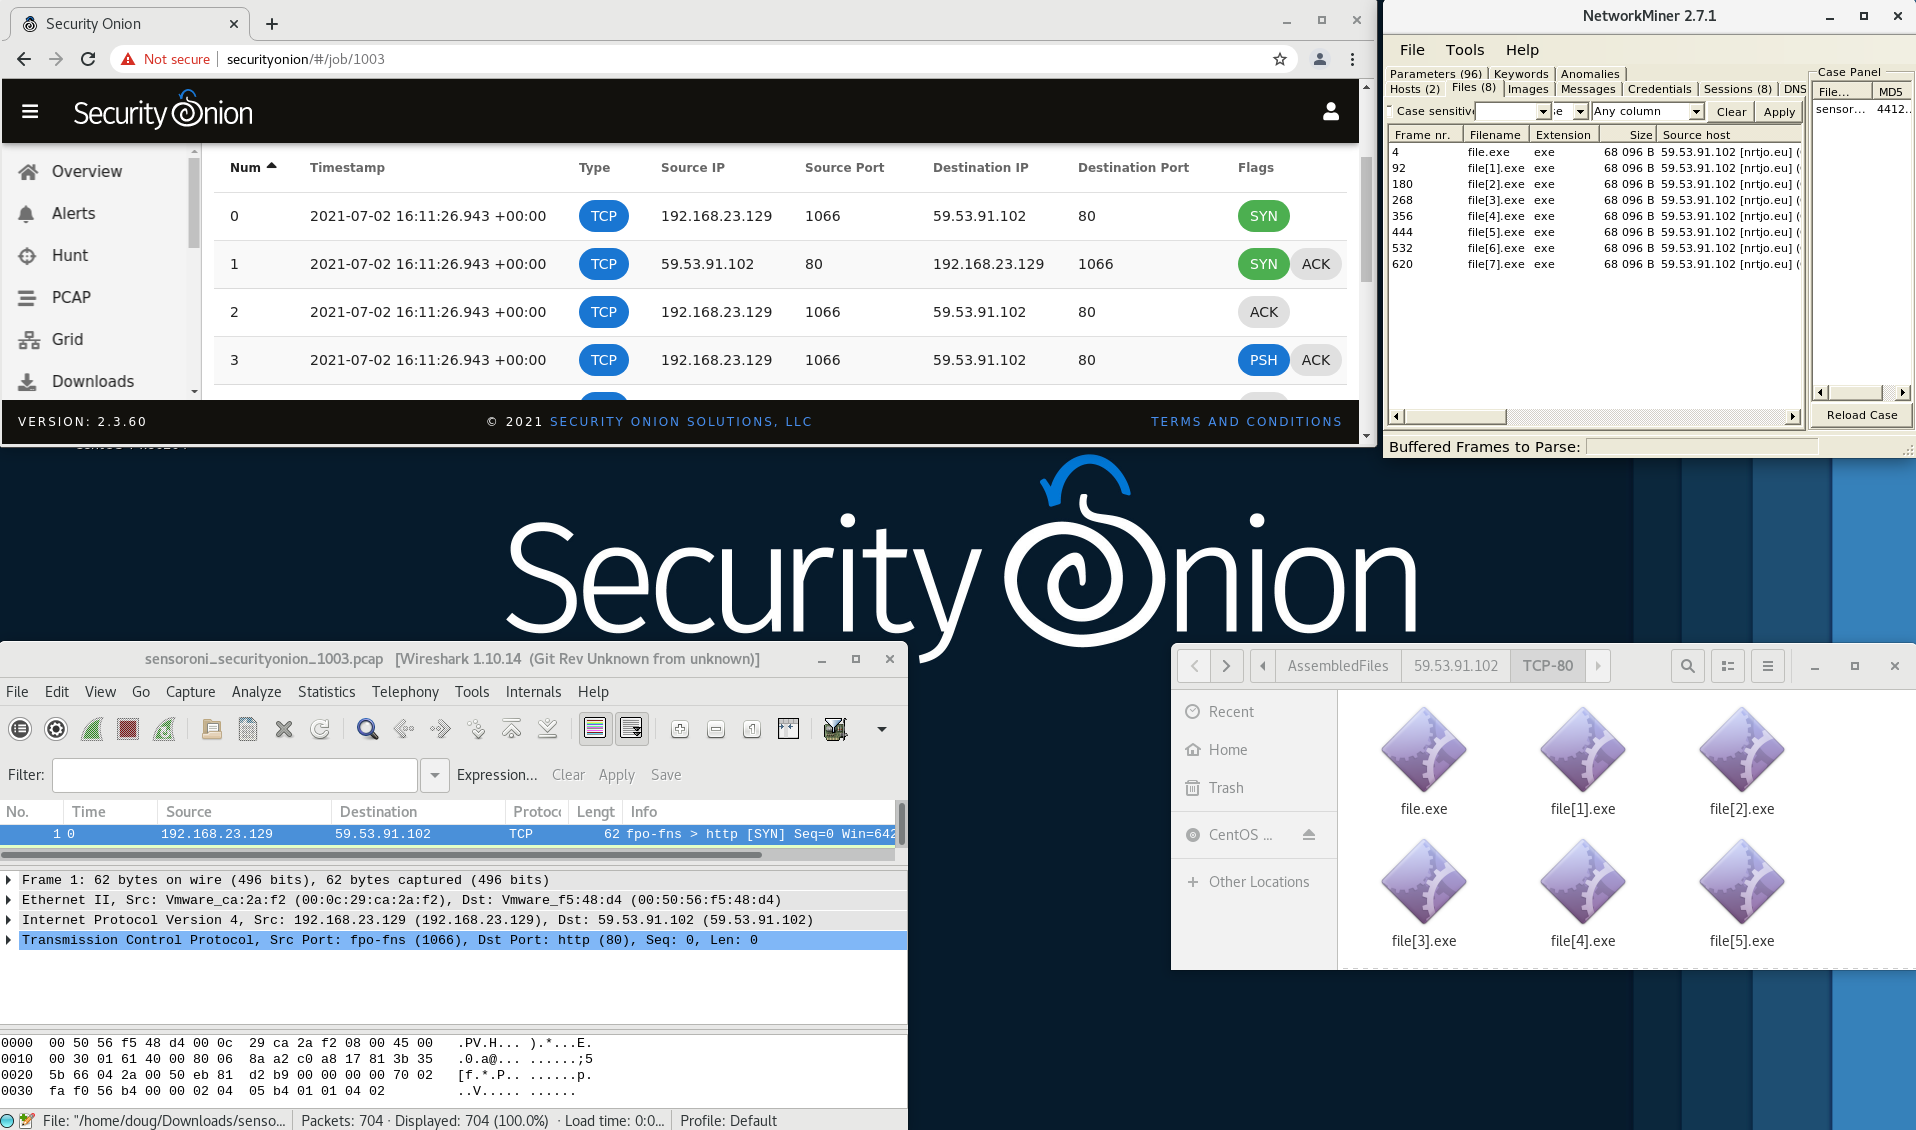 Security Onion
Not secure securityonion/#/job/1003
Security Onion
Overview
Alerts
Hunt
PCAP
Grid
Downloads
Num Timestamp Type Source IP Source Port Destination IP Destination Port Flags
0 2021-07-02 16:11:26.943 +00:00 TCP 192.168.23.129 1066 59.53.91.102 80 SYN
1 2021-07-02 16:11:26.943 +00:00 TCP 59.53.91.102 80 192.168.23.129 1066 SYN ACK
2 2021-07-02 16:11:26.943 +00:00 TCP 192.168.23.129 1066 59.53.91.102 80 ACK
3 2021-07-02 16:11:26.943 +00:00 TCP 192.168.23.129 1066 59.53.91.102 80 PSH ACK
VERSION: 2.3.60 © 2021 SECURITY ONION SOLUTIONS, LLC TERMS AND CONDITIONS
NetworkMiner 2.7.1
File Tools Help
Parameters (96) Keywords Anomalies
Hosts (2) Files (8) Images Messages Credentials Sessions (8) DNS
Case sensitive Any column Clear Apply
Frame nr. Filename Extension Size Source host
4 file.exe exe 68 096 B 59.53.91.102 [nrtjo.eu] (
92 file[1].exe exe 68 096 B 59.53.91.102 [nrtjo.eu] (
180 file[2].exe exe 68 096 B 59.53.91.102 [nrtjo.eu] (
268 file[3].exe exe 68 096 B 59.53.91.102 [nrtjo.eu] (
356 file[4].exe exe 68 096 B 59.53.91.102 [nrtjo.eu] (
444 file[5].exe exe 68 096 B 59.53.91.102 [nrtjo.eu] (
532 file[6].exe exe 68 096 B 59.53.91.102 [nrtjo.eu] (
620 file[7].exe exe 68 096 B 59.53.91.102 [nrtjo.eu] (
Case Panel
File... MD5
sensor... 4412..
Reload Case
Buffered Frames to Parse:
Security Onion
sensoroni_securityonion_1003.pcap [Wireshark 1.10.14 (Git Rev Unknown from unknown)]
File Edit View Go Capture Analyze Statistics Telephony Tools Internals Help
Filter: Expression... Clear Apply Save
No. Time Source Destination Protoc Lengt Info
1 0 192.168.23.129 59.53.91.102 TCP 62 fpo-fns > http [SYN] Seq=0 Win=642
Frame 1: 62 bytes on wire (496 bits), 62 bytes captured (496 bits)
Ethernet II, Src: Vmware_ca:2a:f2 (00:0c:29:ca:2a:f2), Dst: Vmware_f5:48:d4 (00:50:56:f5:48:d4)
Internet Protocol Version 4, Src: 192.168.23.129 (192.168.23.129), Dst: 59.53.91.102 (59.53.91.102)
Transmission Control Protocol, Src Port: fpo-fns (1066), Dst Port: http (80), Seq: 0, Len: 0
0000 00 50 56 f5 48 d4 00 0c 29 ca 2a f2 08 00 45 00 .PV.H... ).*...E.
0010 00 30 01 61 40 00 80 06 8a a2 c0 a8 17 81 3b 35 .0.a@... ......;5
0020 5b 66 04 2a 00 50 eb 81 d2 b9 00 00 00 00 70 02 [f.*.P.. ......p.
0030 fa f0 56 b4 00 00 02 04 05 b4 01 01 04 02 ..V..... ......
File: "/home/doug/Downloads/senso... Packets: 704 · Displayed: 704 (100.0%) · Load time: 0:0... Profile: Default
AssembledFiles 59.53.91.102 TCP-80
Recent
Home
Trash
CentOS ...
Other Locations
file.exe file[1].exe file[2].exe
file[3].exe file[4].exe file[5].exe